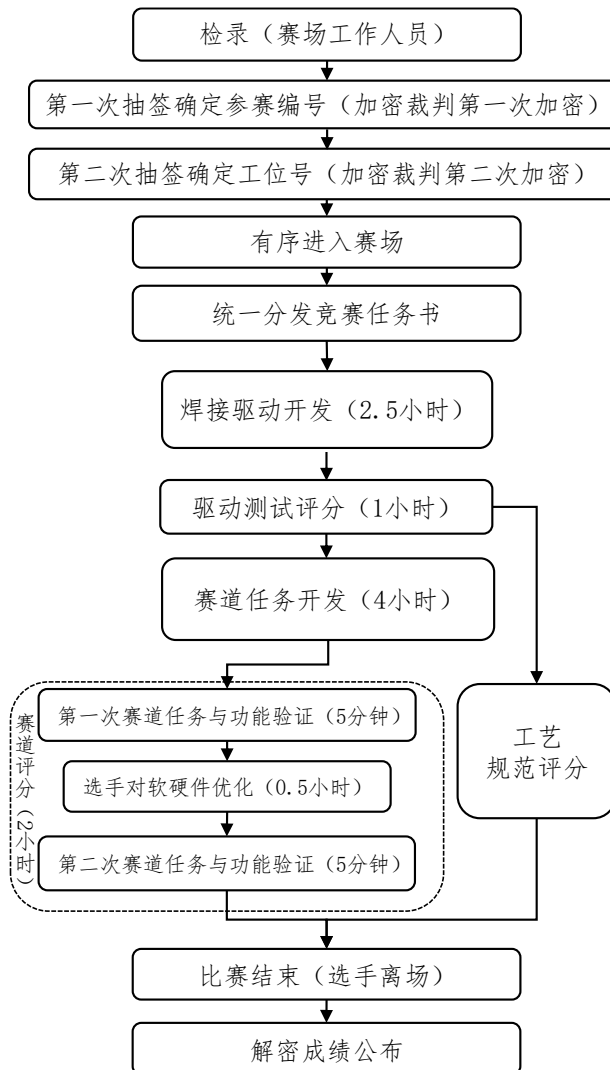 检录（赛场工作人员）
第一次抽签确定参赛编号（加密裁判第一次加密）
第二次抽签确定工位号（加密裁判第二次加密）
有序进入赛场
统一分发竞赛任务书
焊接驱动开发（2.5小时）
驱动测试评分（1小时）
赛道任务开发（4小时）
赛道评分（2小时）
第一次赛道任务与功能验证（5分钟）
选手对软硬件优化（0.5小时）
第二次赛道任务与功能验证（5分钟）
工艺
规范评分
比赛结束（选手离场）
解密成绩公布